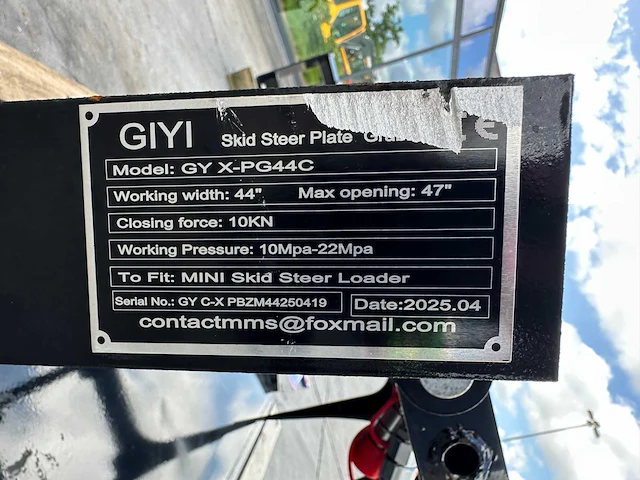 GIYI Skid Steer Plate CE
Model: GY X-PG44C
Working width: 44" Max opening: 47"
Closing force: 10KN
Working Pressure: 10Mpa-22Mpa
To Fit: MINI Skid Steer Loader
Serial No.: GY C-X PBZM44250419 Date:2025.04
contactmms@foxmail.com